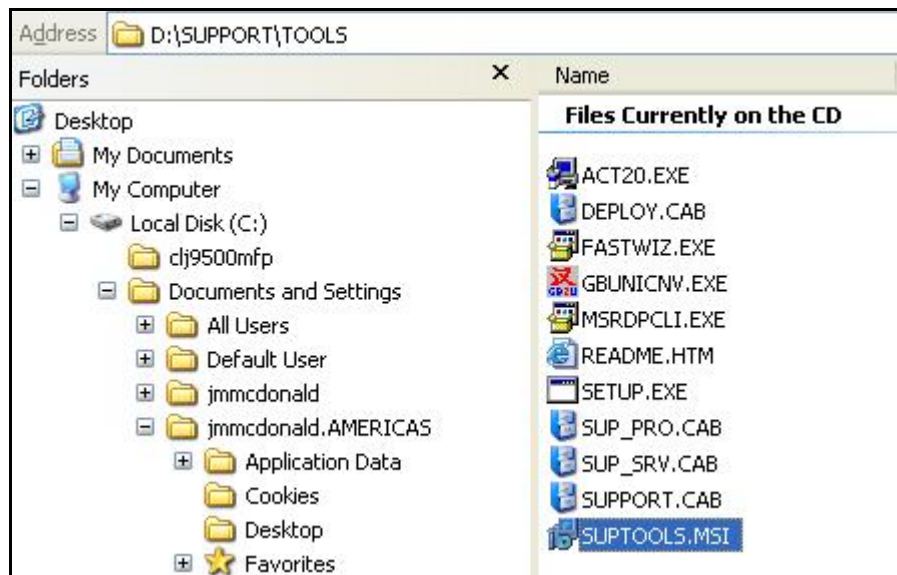 Address D:\SUPPORT\TOOLS
Folders
Desktop
My Documents
My Computer
Local Disk (C:)
clj9500mfp
Documents and Settings
All Users
Default User
jmmcdonald
jmmcdonald.AMERICAS
Application Data
Cookies
Desktop
Favorites
Name
Files Currently on the CD
ACT20.EXE
DEPLOY.CAB
FASTWIZ.EXE
GBUNICNV.EXE
MSRDPCLI.EXE
README.HTM
SETUP.EXE
SUP_PRO.CAB
SUP_SRV.CAB
SUPPORT.CAB
SUPTOOLS.MSI